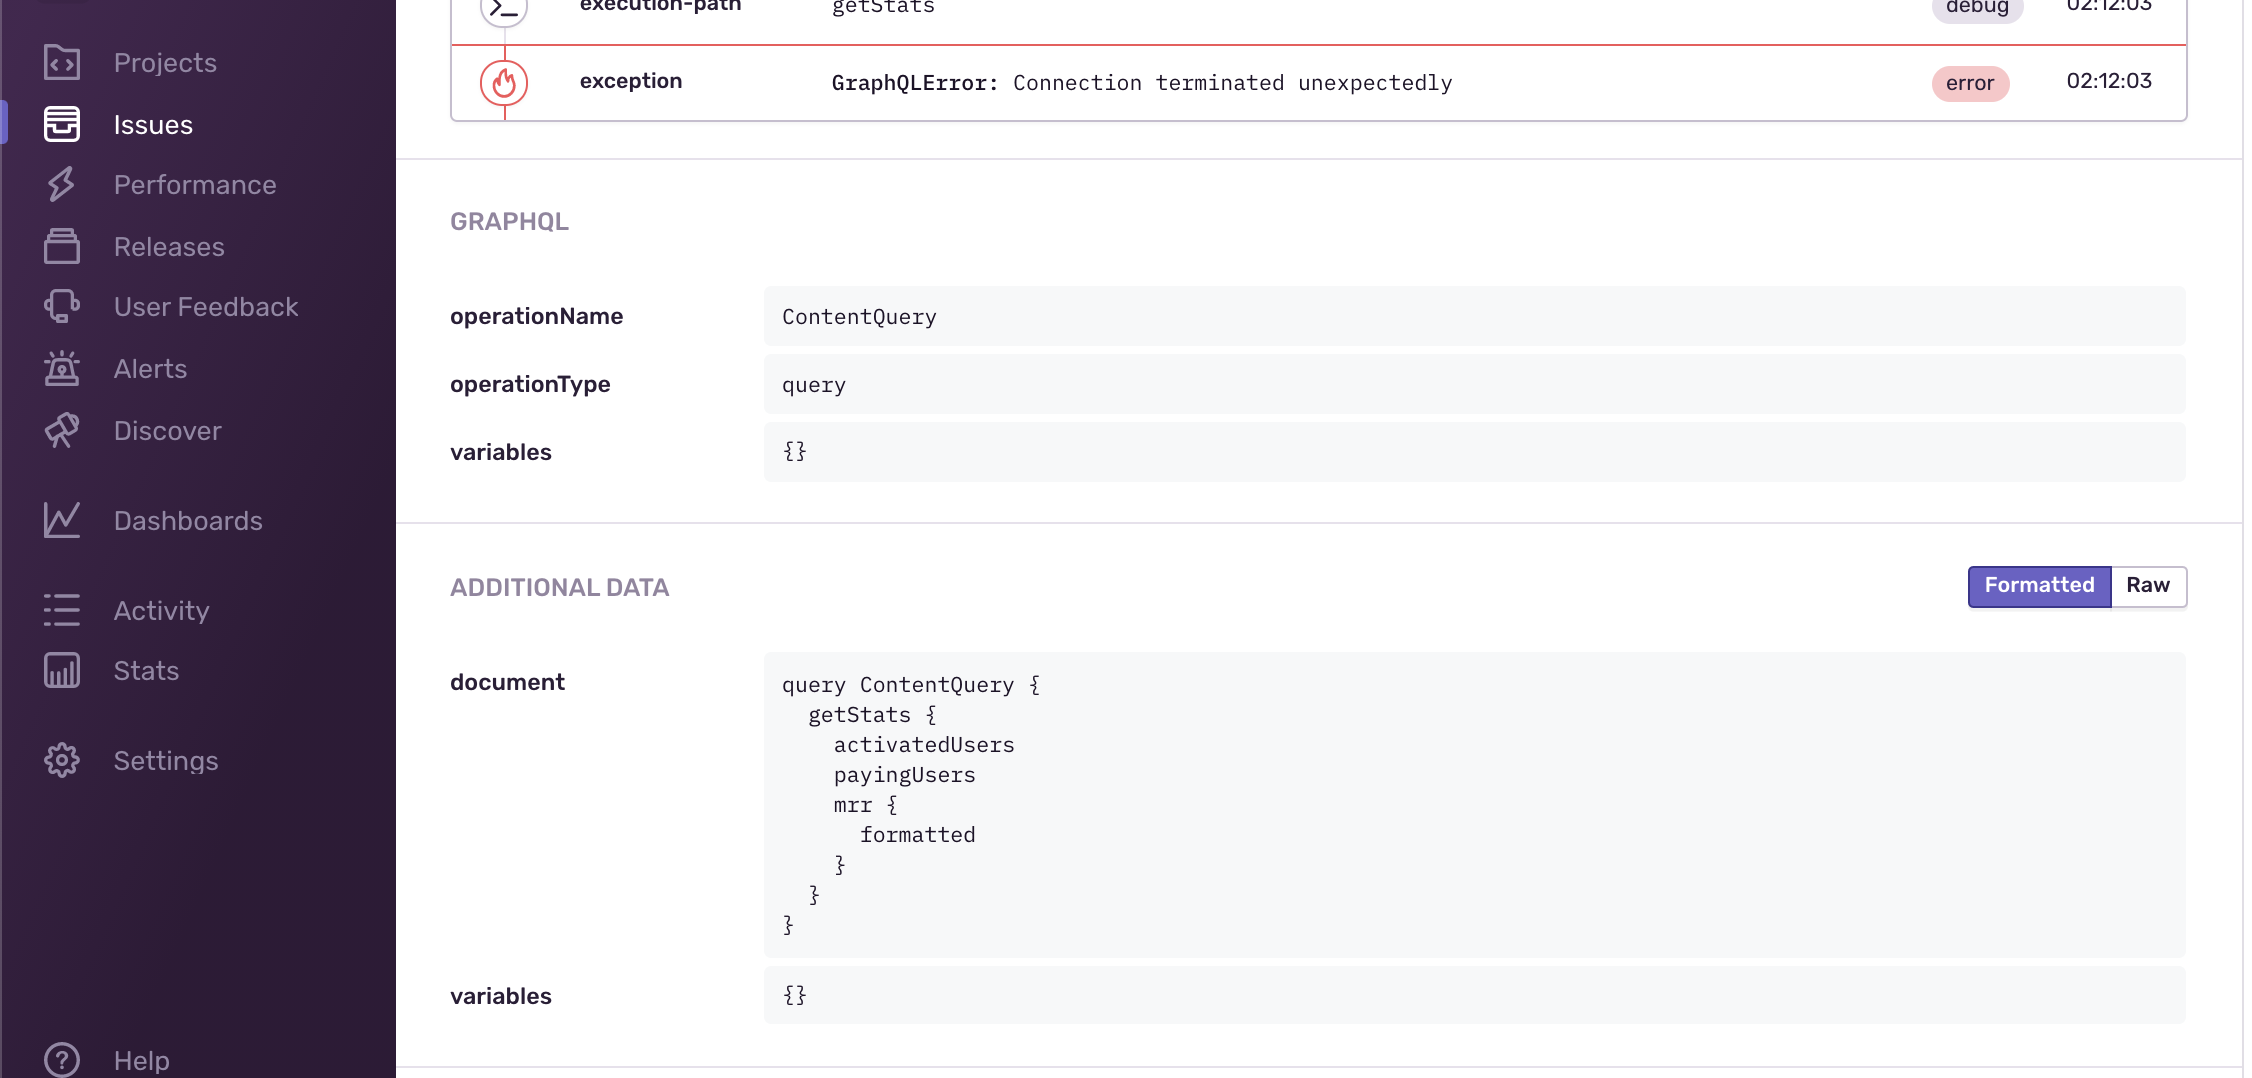 Projects
Issues
Performance
Releases
User Feedback
Alerts
Discover
Dashboards
Activity
Stats
Settings
Help
execution-path getStats debug 02:12:03
exception GraphQLError: Connection terminated unexpectedly error 02:12:03
GRAPHQL
operationName ContentQuery
operationType query
variables {}
ADDITIONAL DATA Formatted Raw
document query ContentQuery {
getStats {
activatedUsers
payingUsers
mrr {
formatted
}
}
}
variables {}